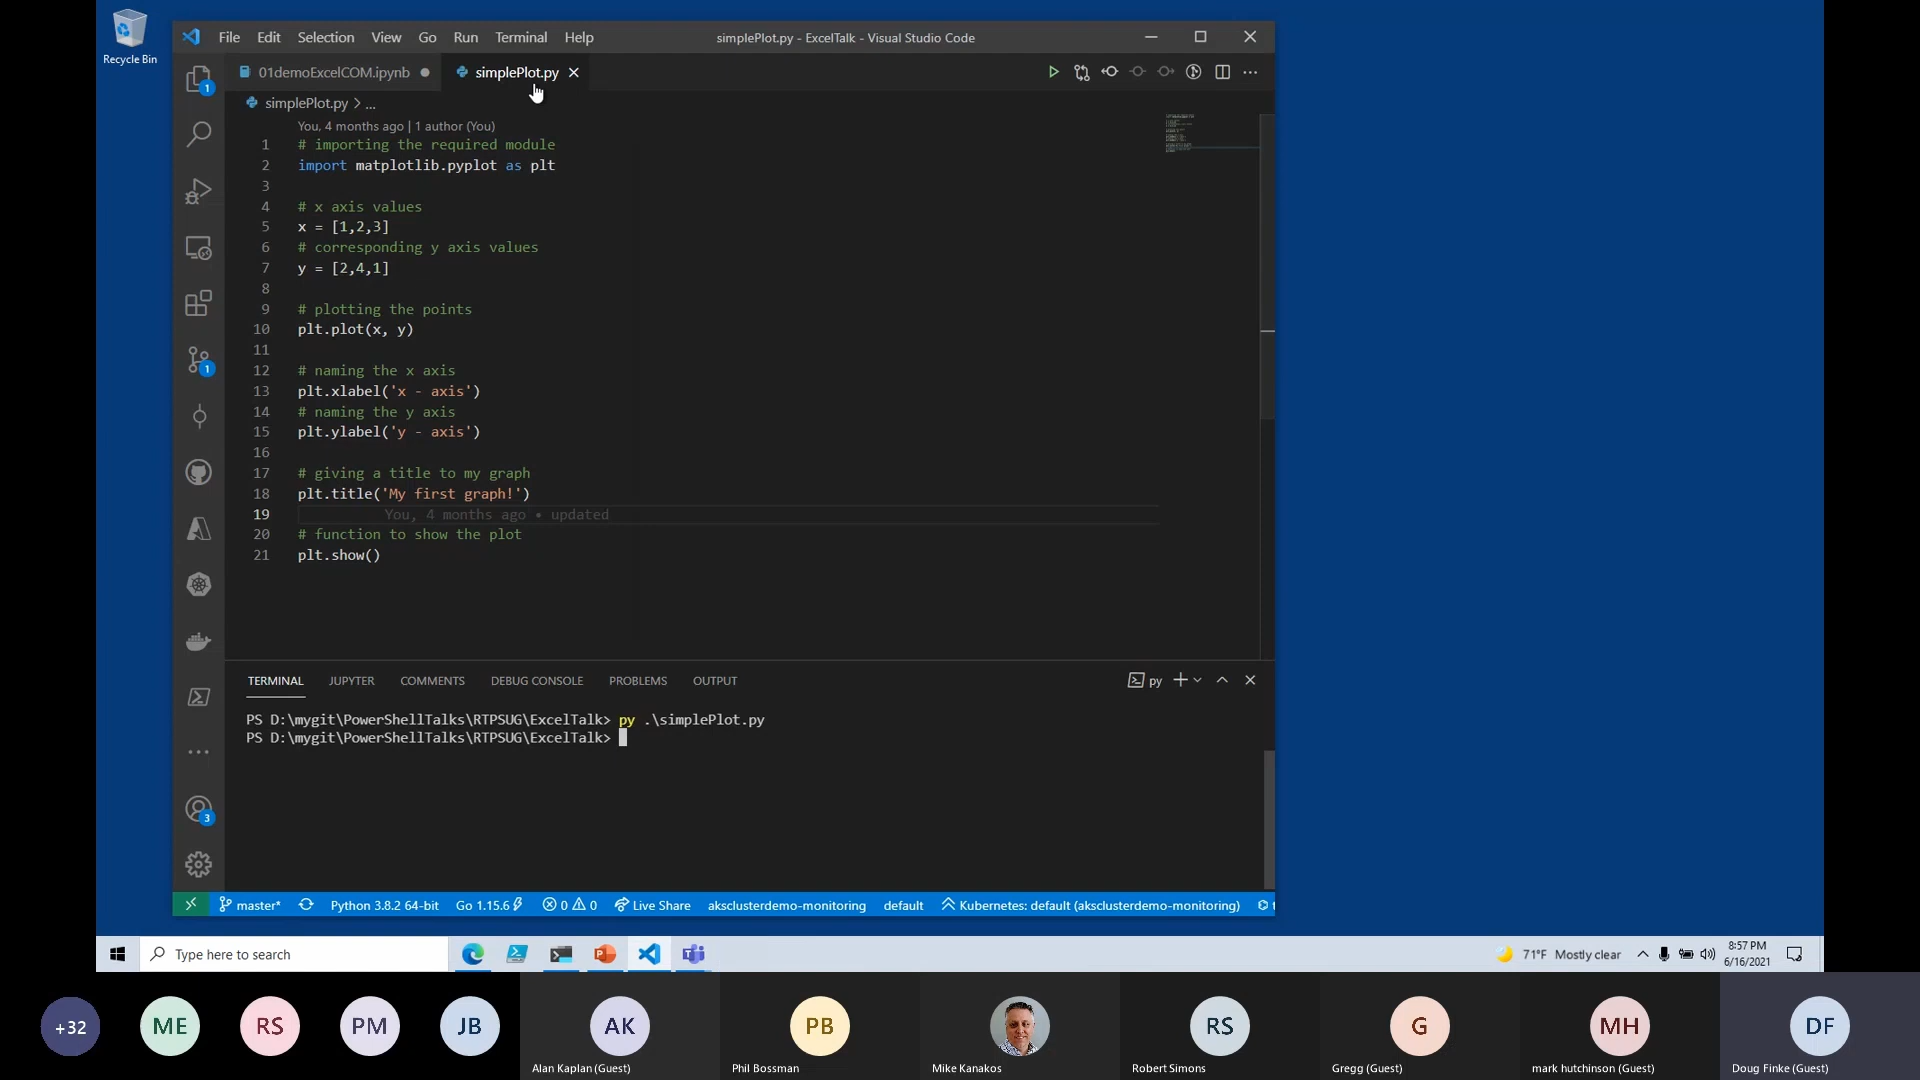 Recycle Bin
File Edit Selection View Go Run Terminal Help
simplePlot.py - ExcelTalk - Visual Studio Code
01demoExcelCOM.ipynb
simplePlot.py
simplePlot.py > ...
You, 4 months ago | 1 author (You)
1 # importing the required module
2 import matplotlib.pyplot as plt
3
4 # x axis values
5 x = [1,2,3]
6 # corresponding y axis values
7 y = [2,4,1]
8
9 # plotting the points
10 plt.plot(x, y)
11
12 # naming the x axis
13 plt.xlabel('x - axis')
14 # naming the y axis
15 plt.ylabel('y - axis')
16
17 # giving a title to my graph
18 plt.title('My first graph!')
19 You, 4 months ago • updated
20 # function to show the plot
21 plt.show()
1
1
3
TERMINAL JUPYTER COMMENTS DEBUG CONSOLE PROBLEMS OUTPUT
py
PS D:\mygit\PowerShellTalks\RTPSUG\ExcelTalk> py .\simplePlot.py
PS D:\mygit\PowerShellTalks\RTPSUG\ExcelTalk>
master* Python 3.8.2 64-bit Go 1.15.6 0 0 Live Share aksclusterdemo-monitoring default Kubernetes: default (aksclusterdemo-monitoring)
Type here to search
71°F Mostly clear
8:57 PM
6/16/2021
+32 ME RS PM JB AK PB RS G MH DF
Alan Kaplan (Guest) Phil Bossman Mike Kanakos Robert Simons Gregg (Guest) mark hutchinson (Guest) Doug Finke (Guest)